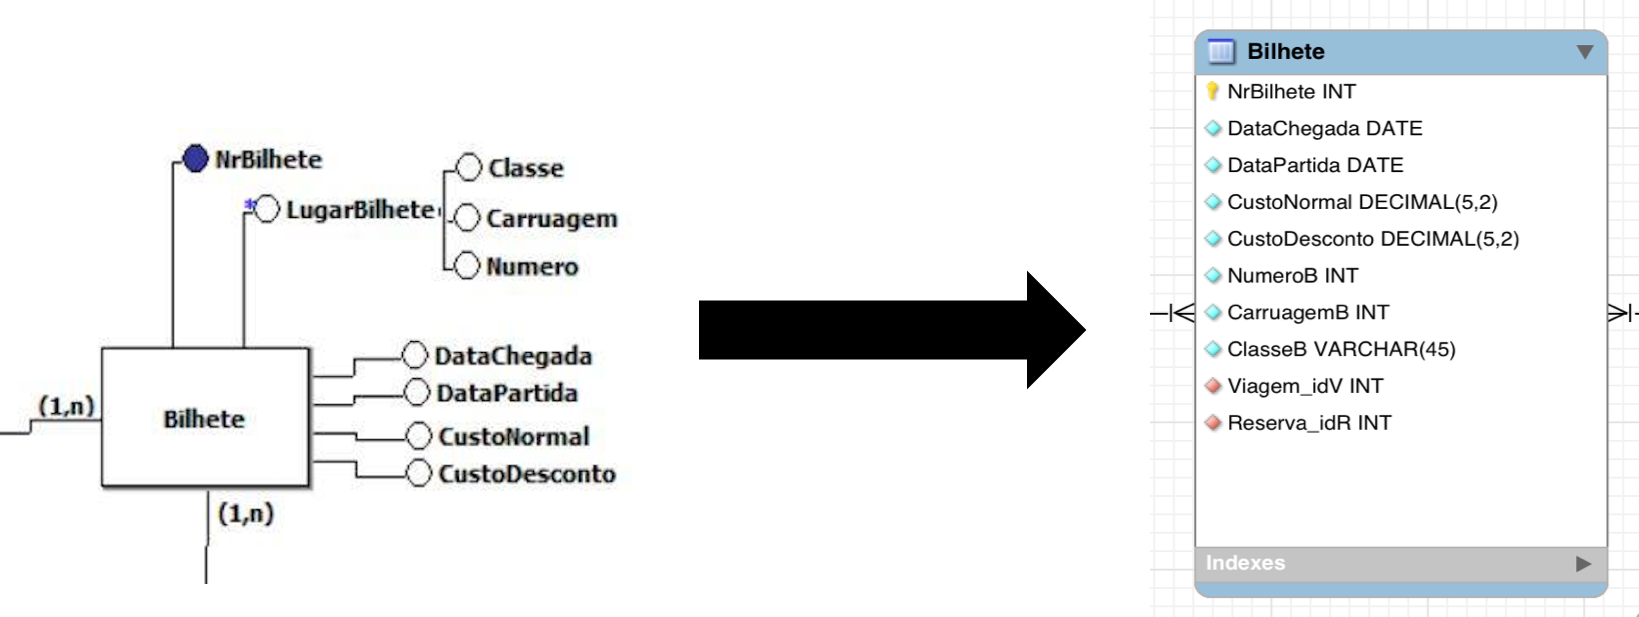 NrBilhete
*
LugarBilhete
Classe
Carruagem
Numero
DataChegada
DataPartida
CustoNormal
CustoDesconto
(1,n)
Bilhete
(1,n)
Bilhete
NrBilhete INT
DataChegada DATE
DataPartida DATE
CustoNormal DECIMAL(5,2)
CustoDesconto DECIMAL(5,2)
NumeroB INT
CarruagemB INT
ClasseB VARCHAR(45)
Viagem_idV INT
Reserva_idR INT
Indexes